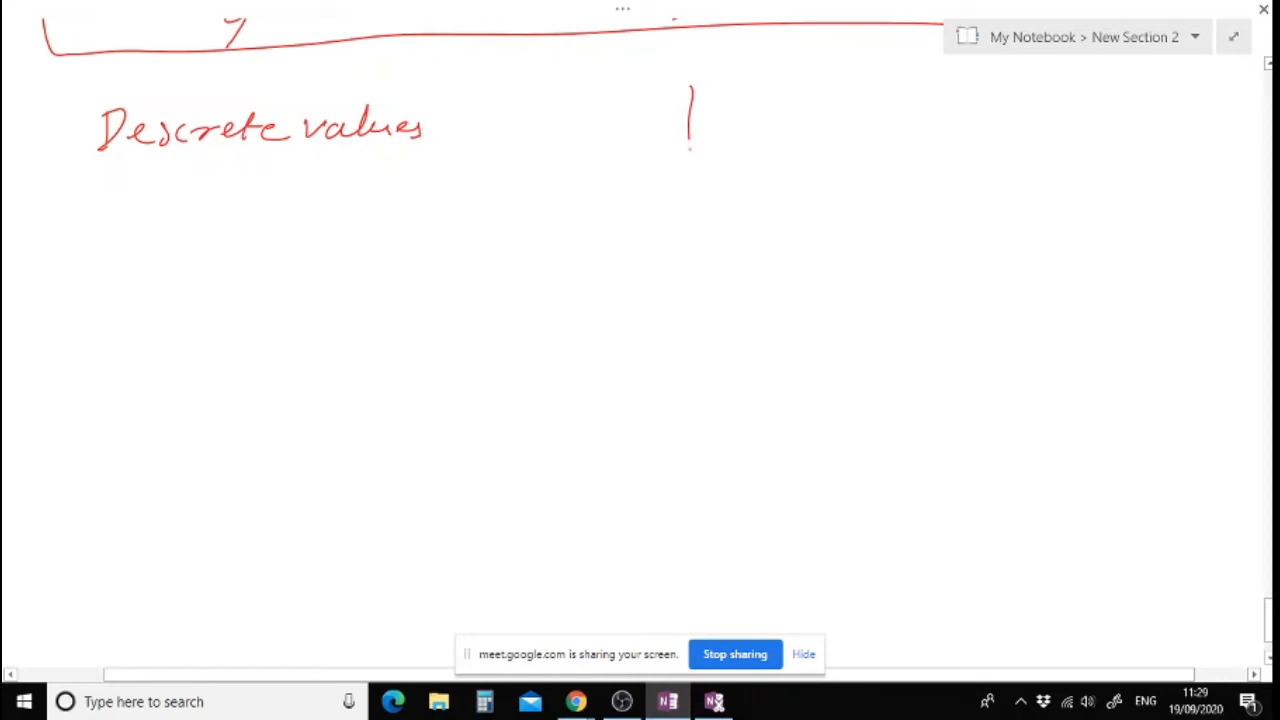 y
My Notebook > New Section 2
Descrete values
meet.google.com is sharing your screen.
Stop sharing
Hide
Type here to search
ENG
11:29
19/09/2020
1